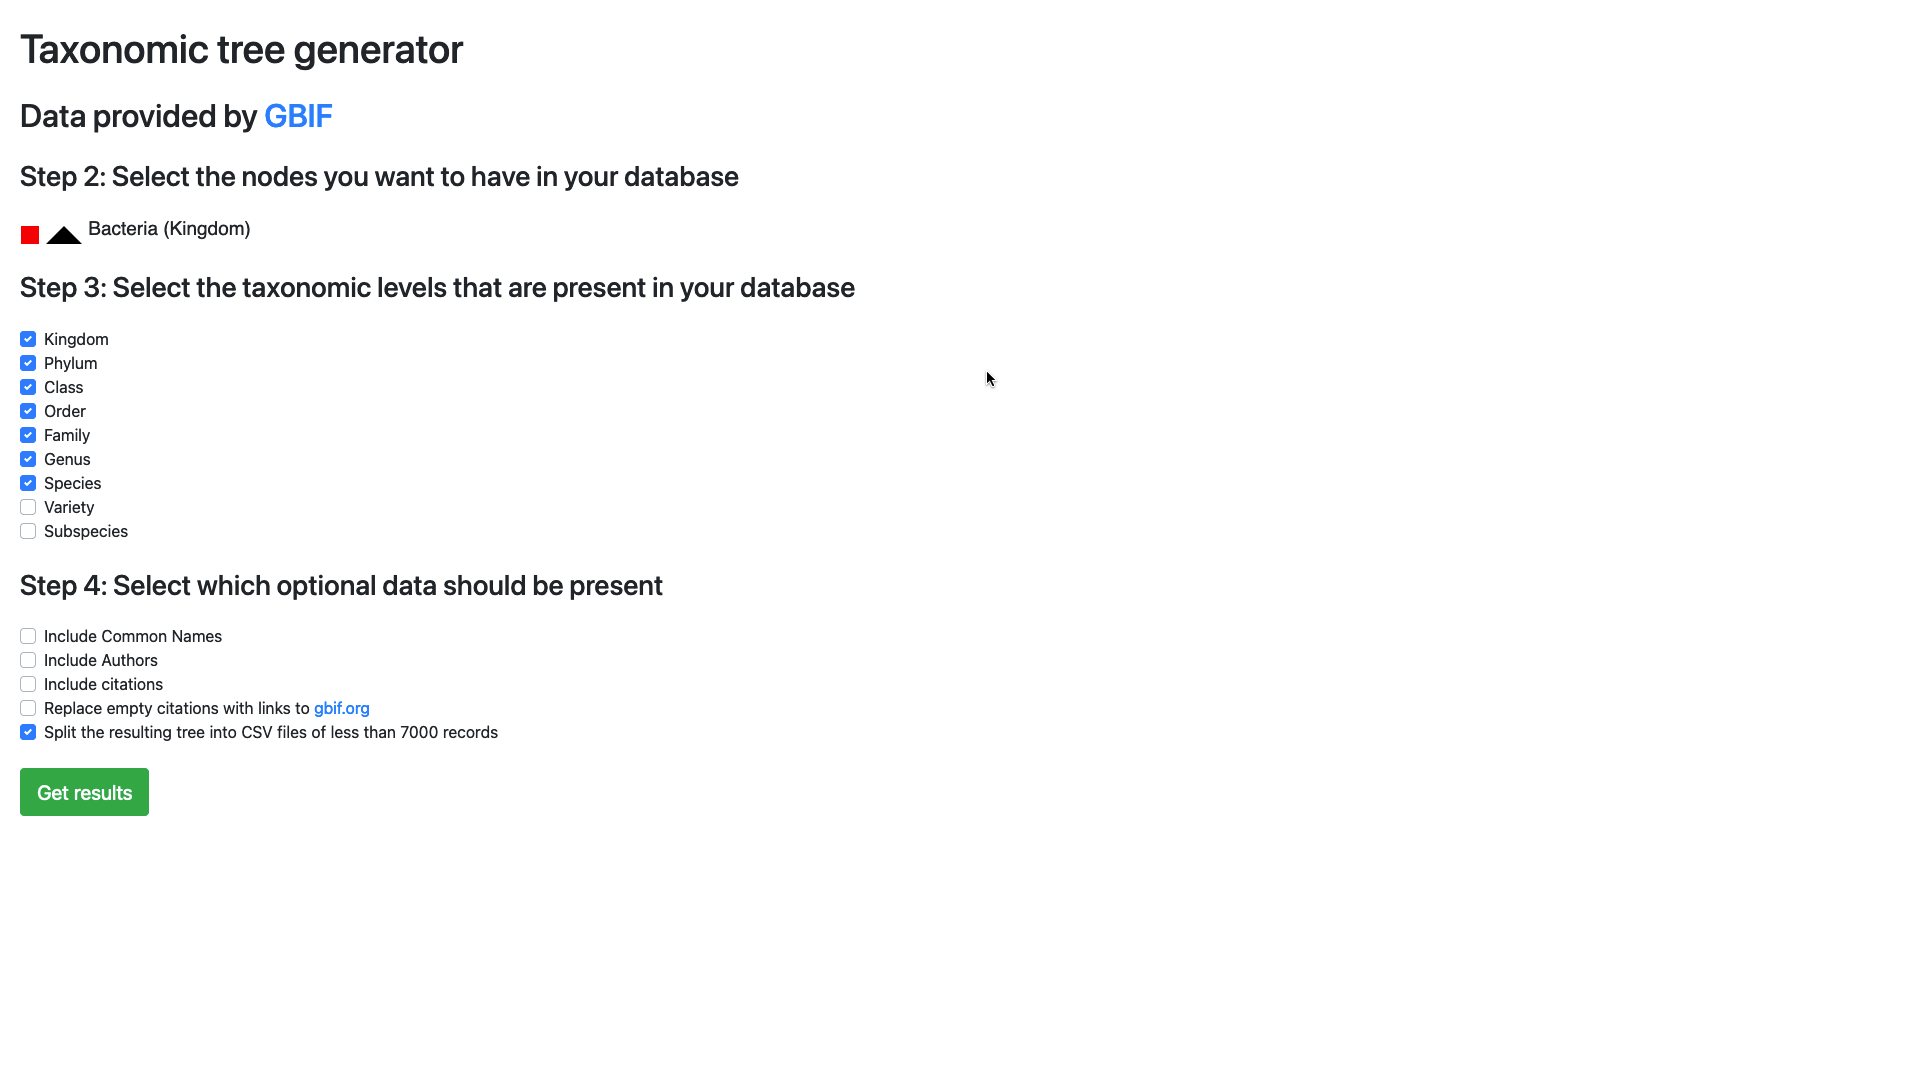 Taxonomic tree generator
Data provided by GBIF
Step 2: Select the nodes you want to have in your database
Bacteria (Kingdom)
Step 3: Select the taxonomic levels that are present in your database
Kingdom
Phylum
Class
Order
Family
Genus
Species
Variety
Subspecies
Step 4: Select which optional data should be present
Include Common Names
Include Authors
Include citations
Replace empty citations with links to gbif.org
Split the resulting tree into CSV files of less than 7000 records
Get results